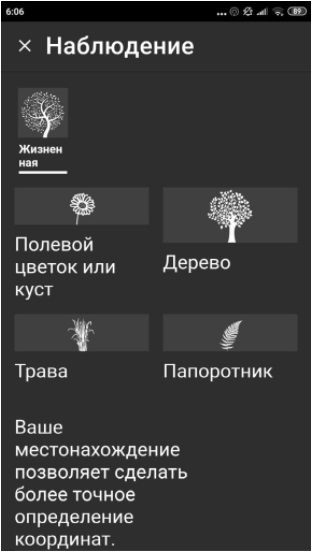 6:06
... 89
× Наблюдение
Жизнен
ная
Полевой
цветок или
куст
Дерево
Трава
Папоротник
Ваше
местонахождение
позволяет сделать
более точное
определение
координат.